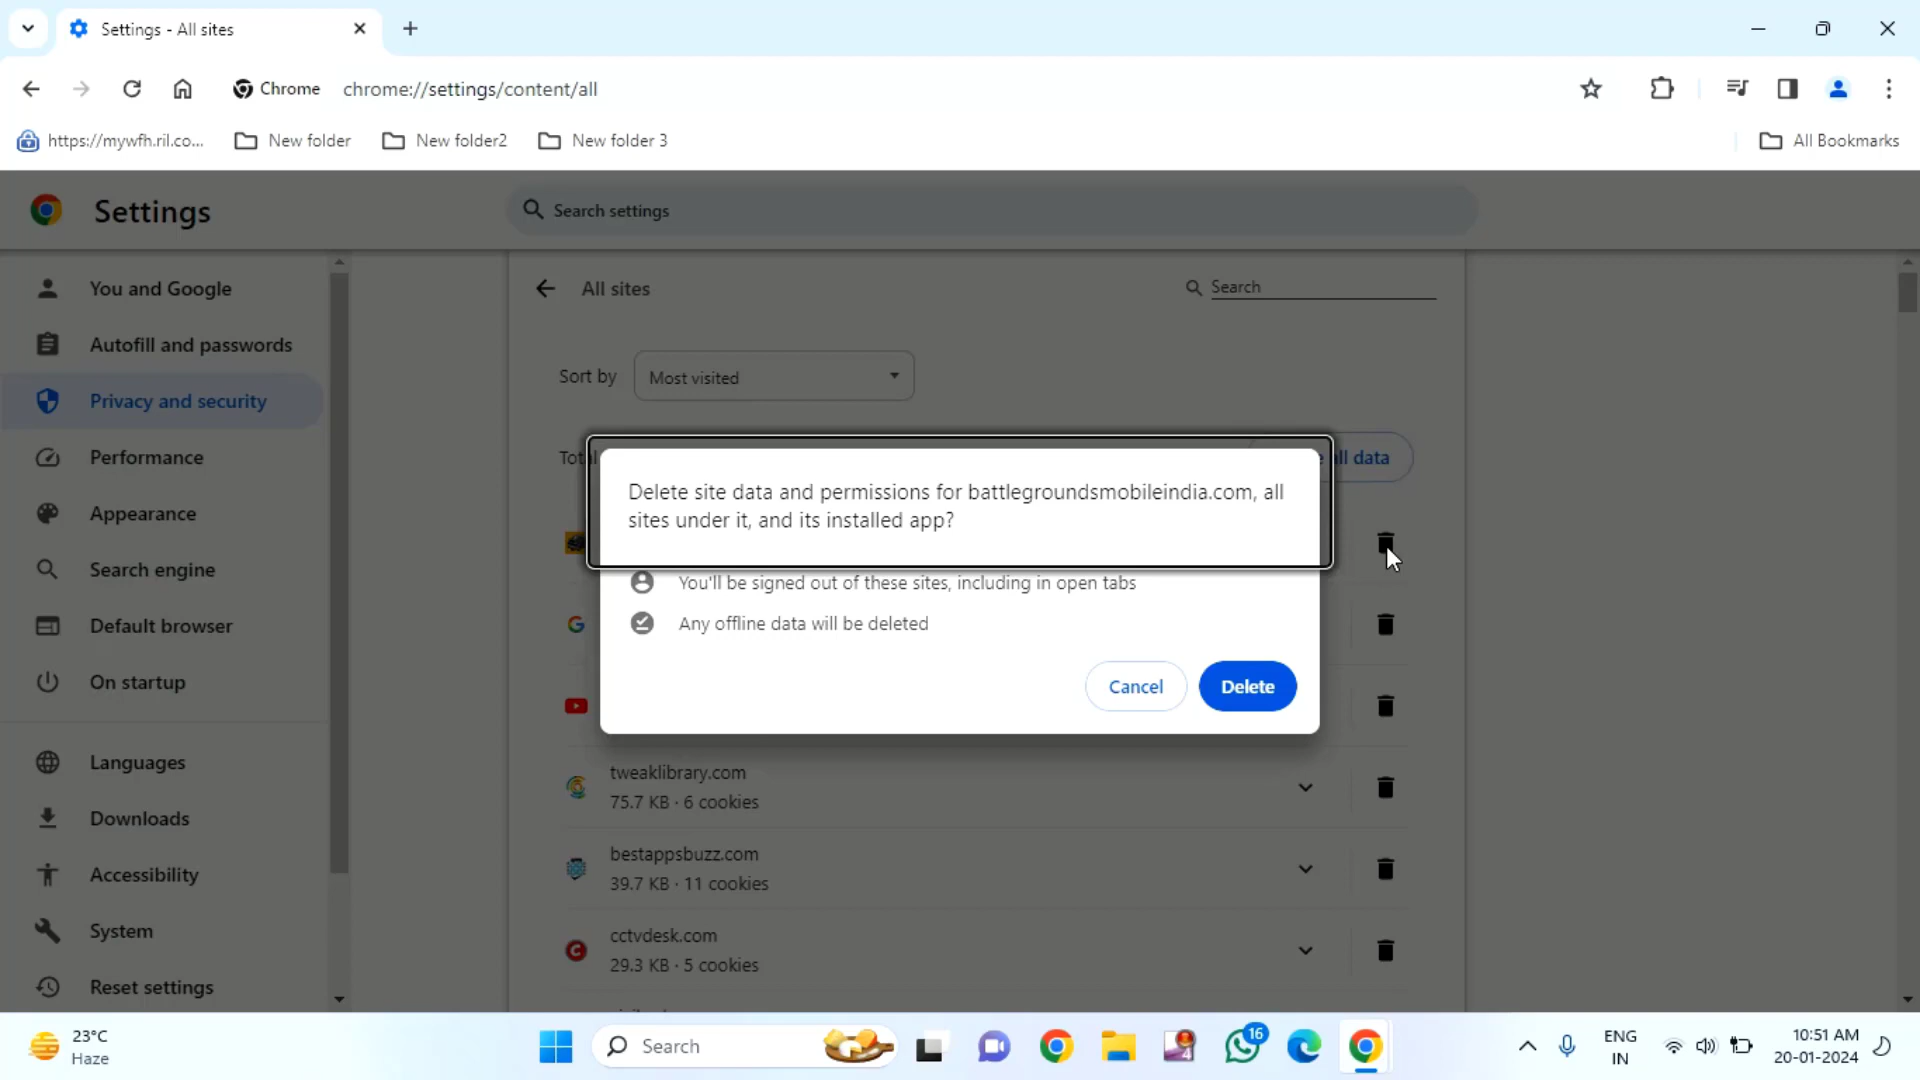 Settings - All sites
Chrome chrome://settings/content/all
https://mywfh.ril.co... New folder New folder2 New folder 3 All Bookmarks
Settings
Search settings
You and Google
Autofill and passwords
Privacy and security
Performance
Appearance
Search engine
Default browser
On startup
Languages
Downloads
Accessibility
System
Reset settings
All sites
Search
Sort by Most visited
all data
Delete site data and permissions for battlegroundsmobileindia.com, all
sites under it, and its installed app?
You'll be signed out of these sites, including in open tabs
Any offline data will be deleted
Cancel Delete
tweaklibrary.com
75.7 KB · 6 cookies
bestappsbuzz.com
39.7 KB · 11 cookies
cctvdesk.com
29.3 KB · 5 cookies
23°C
Haze
Search
4
16
ENG
IN
10:51 AM
20-01-2024